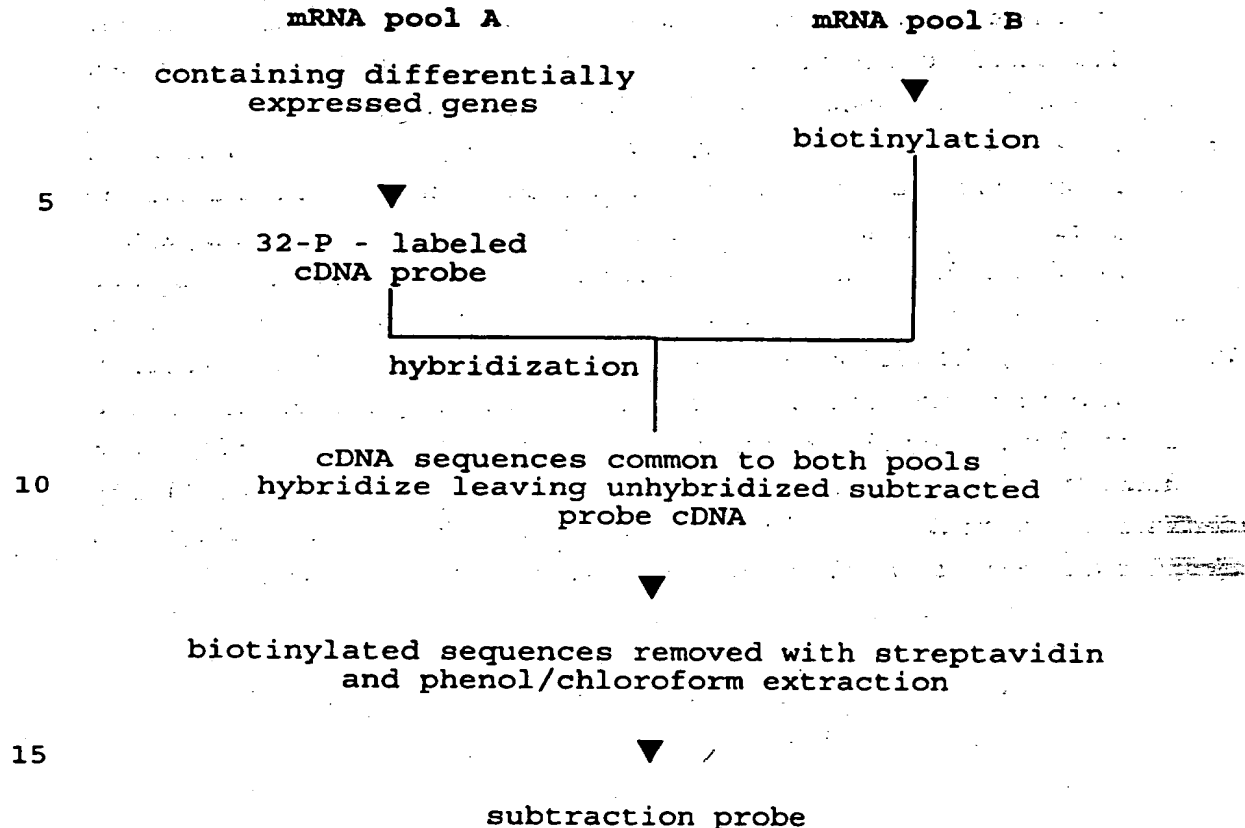 mRNA pool A mRNA pool B
containing differentially
expressed genes
biotinylation
5
32-P - labeled
cDNA probe
hybridization
cDNA sequences common to both pools
10 hybridize leaving unhybridized subtracted
probe cDNA
biotinylated sequences removed with streptavidin
and phenol/chloroform extraction
15
subtraction probe